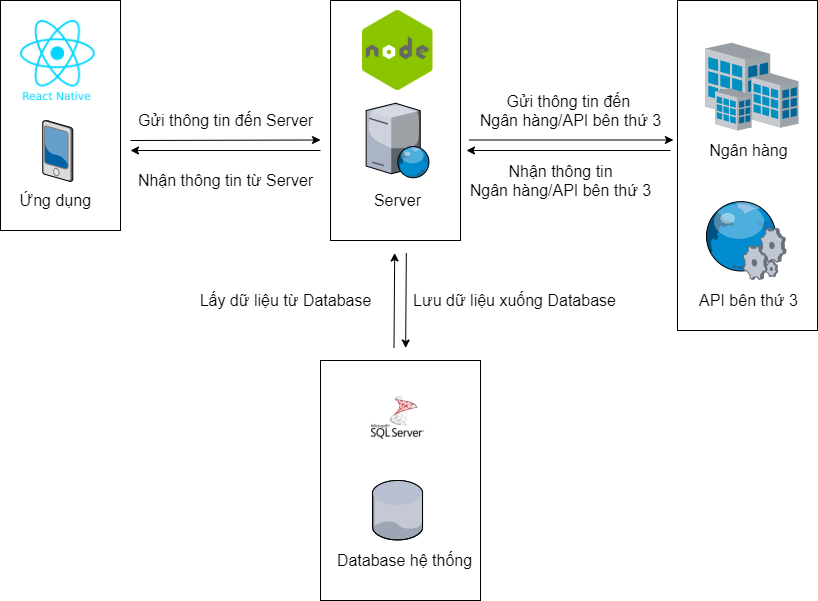 React Native
Ứng dụng
Gửi thông tin đến Server
Nhận thông tin từ Server
node
Server
Gửi thông tin đến
Ngân hàng/API bên thứ 3
Nhận thông tin
Ngân hàng/API bên thứ 3
Ngân hàng
API bên thứ 3
Lấy dữ liệu từ Database
Lưu dữ liệu xuống Database
Microsoft
SQL Server
Database hệ thống